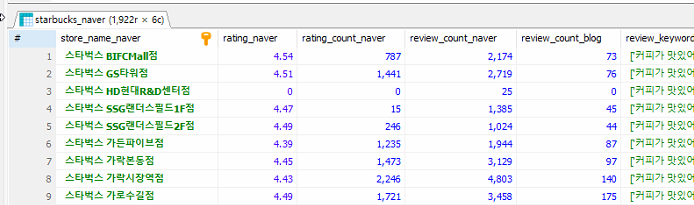 starbucks_naver (1,922r × 6c)
# store_name_naver rating_naver rating_count_naver review_count_naver review_count_blog review_keyword
1 스타벅스 BIFCMall점 4.54 787 2,174 73 ['커피가 맛있어
2 스타벅스 GS타워점 4.51 1,441 2,719 76 ['커피가 맛있어
3 스타벅스 HD현대R&D센터점 0 0 25 0 ['커피가 맛있어
4 스타벅스 SSG랜더스필드1F점 4.47 15 1,385 45 ['커피가 맛있어
5 스타벅스 SSG랜더스필드2F점 4.49 246 1,024 44 ['커피가 맛있어
6 스타벅스 가든파이브점 4.39 1,235 1,944 87 ['커피가 맛있어
7 스타벅스 가락본동점 4.45 1,473 3,129 97 ['커피가 맛있어
8 스타벅스 가락시장역점 4.43 2,246 4,803 140 ['커피가 맛있어
9 스타벅스 가로수길점 4.49 1,721 3,458 175 ['커피가 맛있어